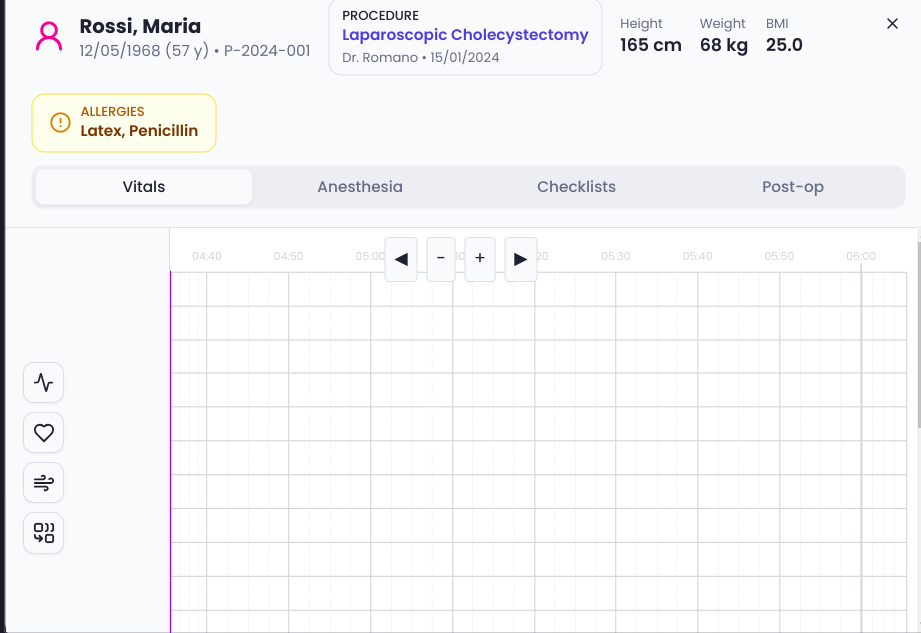 Rossi, Maria
12/05/1968 (57 y) • P-2024-001
PROCEDURE
Laparoscopic Cholecystectomy
Dr. Romano • 15/01/2024
Height Weight BMI
165 cm 68 kg 25.0
ALLERGIES
Latex, Penicillin
Vitals Anesthesia Checklists Post-op
04:40 04:50 05:00 - + 05:30 05:40 05:50 06:00